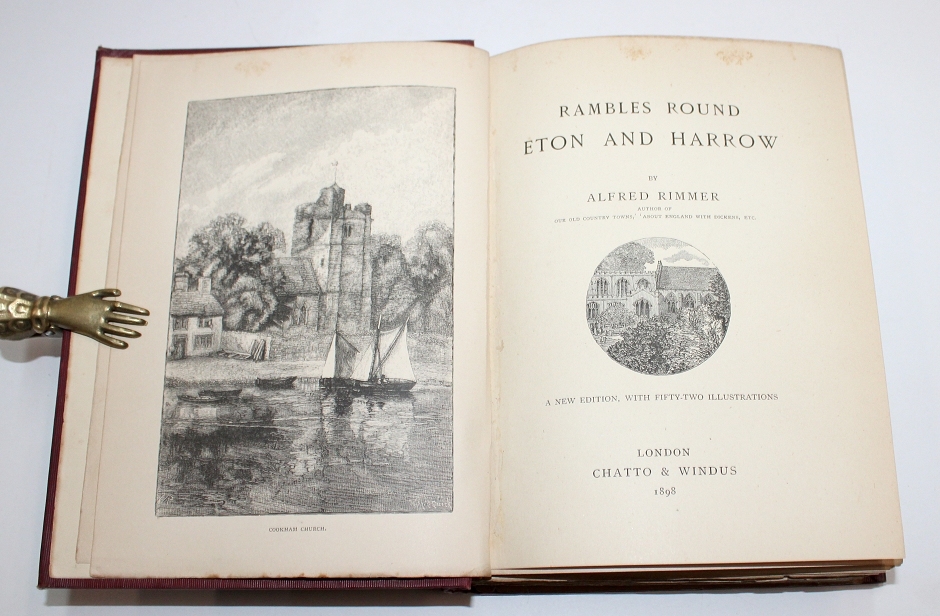 COOKHAM CHURCH.
RAMBLES ROUND
ETON AND HARROW
BY
ALFRED RIMMER
AUTHOR OF
'OUR OLD COUNTRY TOWNS,' 'ABOUT ENGLAND WITH DICKENS, ETC.
A NEW EDITION, WITH FIFTY-TWO ILLUSTRATIONS
LONDON
CHATTO & WINDUS
1898